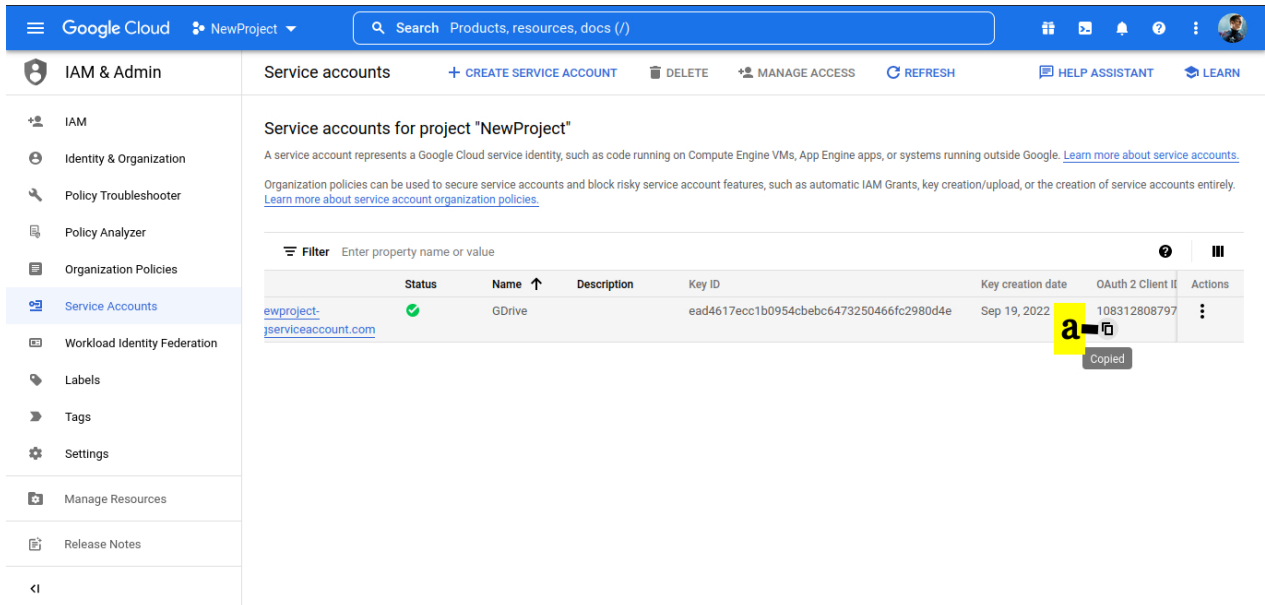 Google Cloud NewProject Search Products, resources, docs (/)
IAM & Admin
Service accounts CREATE SERVICE ACCOUNT DELETE MANAGE ACCESS REFRESH HELP ASSISTANT LEARN
IAM
Identity & Organization
Policy Troubleshooter
Policy Analyzer
Organization Policies
Service Accounts
Workload Identity Federation
Labels
Tags
Settings
Manage Resources
Release Notes
Service accounts for project "NewProject"
A service account represents a Google Cloud service identity, such as code running on Compute Engine VMs, App Engine apps, or systems running outside Google. Learn more about service accounts.
Organization policies can be used to secure service accounts and block risky service account features, such as automatic IAM Grants, key creation/upload, or the creation of service accounts entirely.
Learn more about service account organization policies.
Filter Enter property name or value
Status Name Description Key ID Key creation date OAuth 2 Client ID Actions
ewproject- GDrive ead4617ecc1b0954cbebc6473250466fc2980d4e Sep 19, 2022 108312808797
gserviceaccount.com
a
Copied